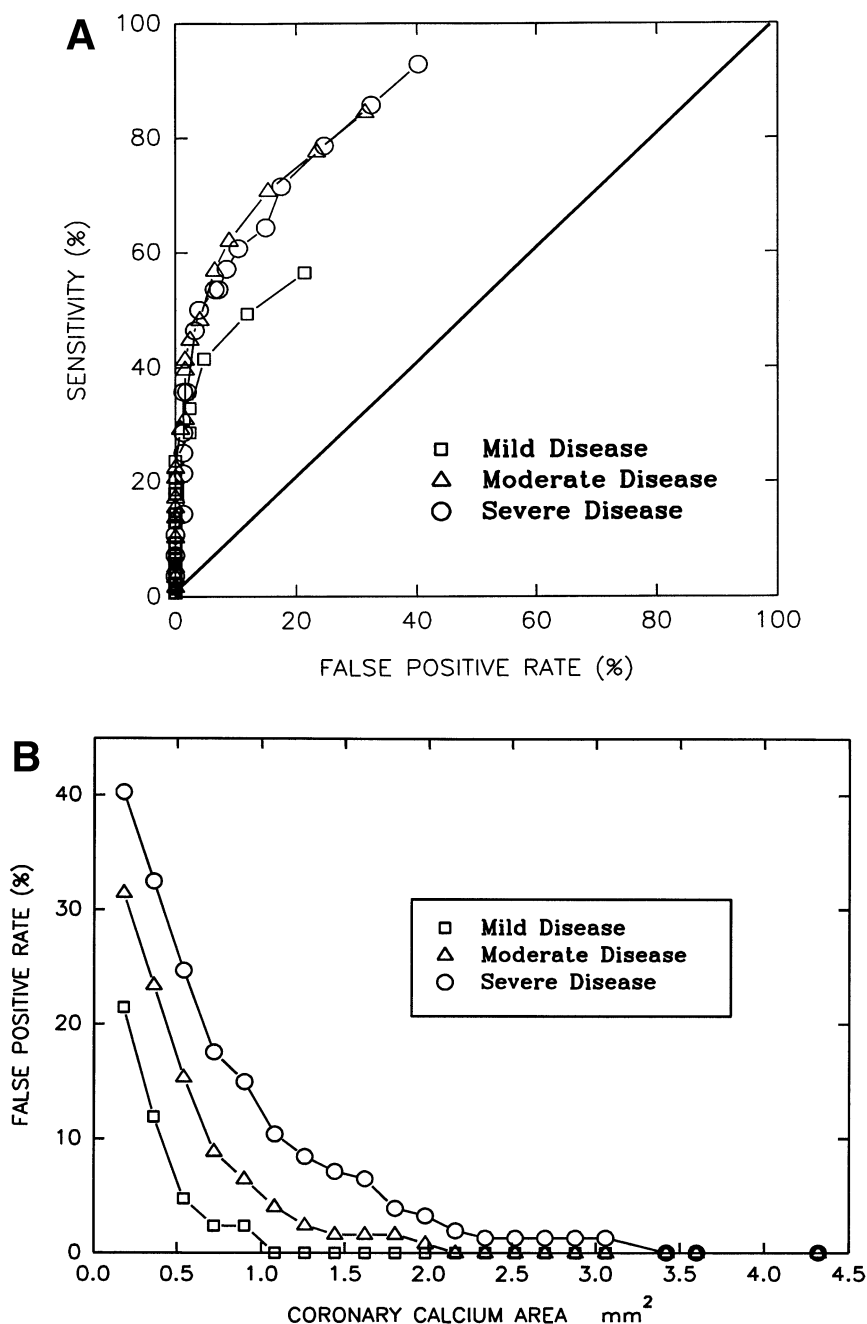 A
100
80
60
40
20
0
SENSITIVITY (%)
Mild Disease
Moderate Disease
Severe Disease
0 20 40 60 80 100
FALSE POSITIVE RATE (%)
B
40
30
20
10
0
FALSE POSITIVE RATE (%)
Mild Disease
Moderate Disease
Severe Disease
0.0 0.5 1.0 1.5 2.0 2.5 3.0 3.5 4.0 4.5
CORONARY CALCIUM AREA mm²